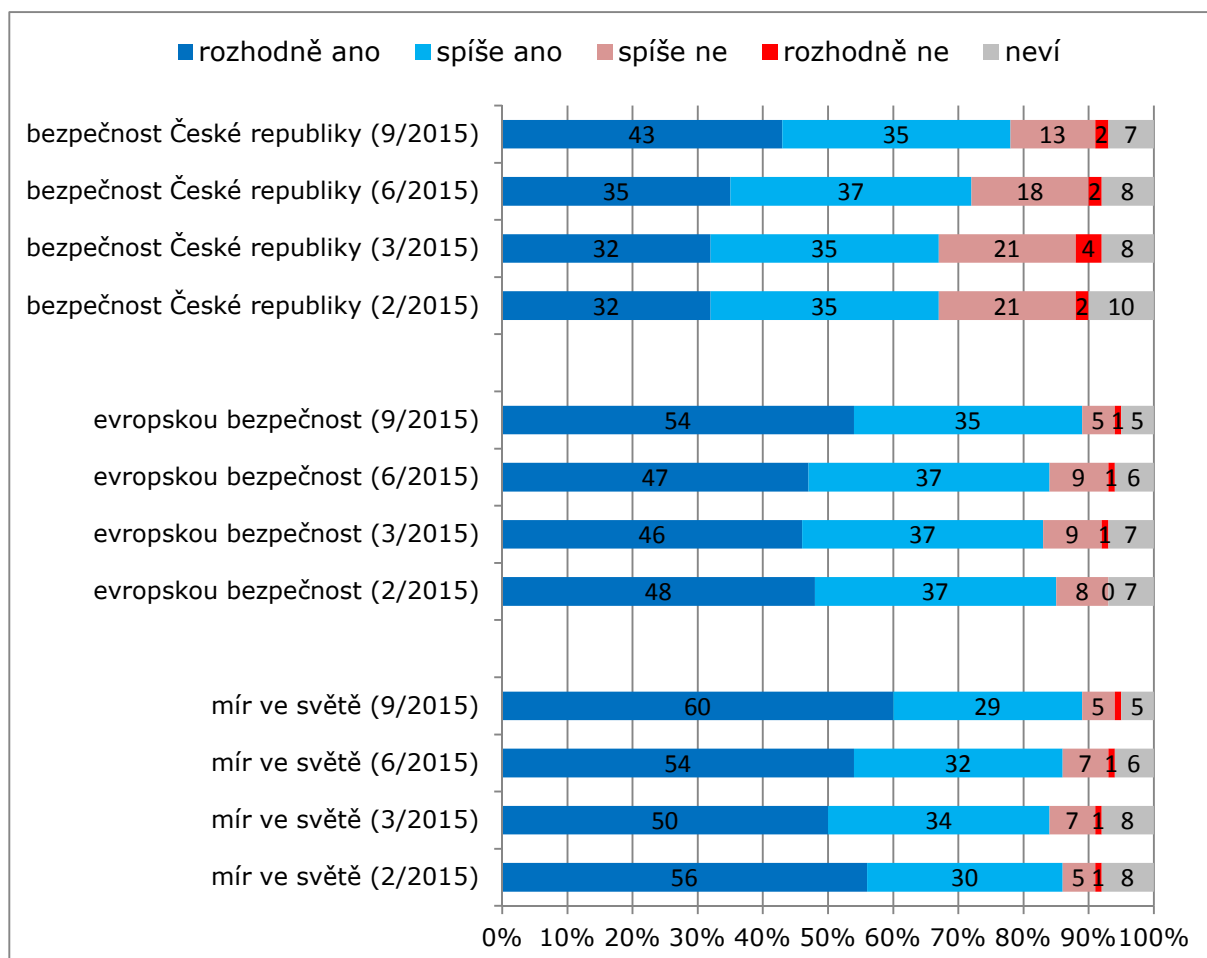 rozhodně ano spíše ano spíše ne rozhodně ne neví
bezpečnost České republiky (9/2015) 43 35 13 2 7
bezpečnost České republiky (6/2015) 35 37 18 2 8
bezpečnost České republiky (3/2015) 32 35 21 4 8
bezpečnost České republiky (2/2015) 32 35 21 2 10
evropskou bezpečnost (9/2015) 54 35 5 1 5
evropskou bezpečnost (6/2015) 47 37 9 1 6
evropskou bezpečnost (3/2015) 46 37 9 1 7
evropskou bezpečnost (2/2015) 48 37 8 0 7
mír ve světě (9/2015) 60 29 5 5
mír ve světě (6/2015) 54 32 7 1 6
mír ve světě (3/2015) 50 34 7 1 8
mír ve světě (2/2015) 56 30 5 1 8
0% 10% 20% 30% 40% 50% 60% 70% 80% 90% 100%